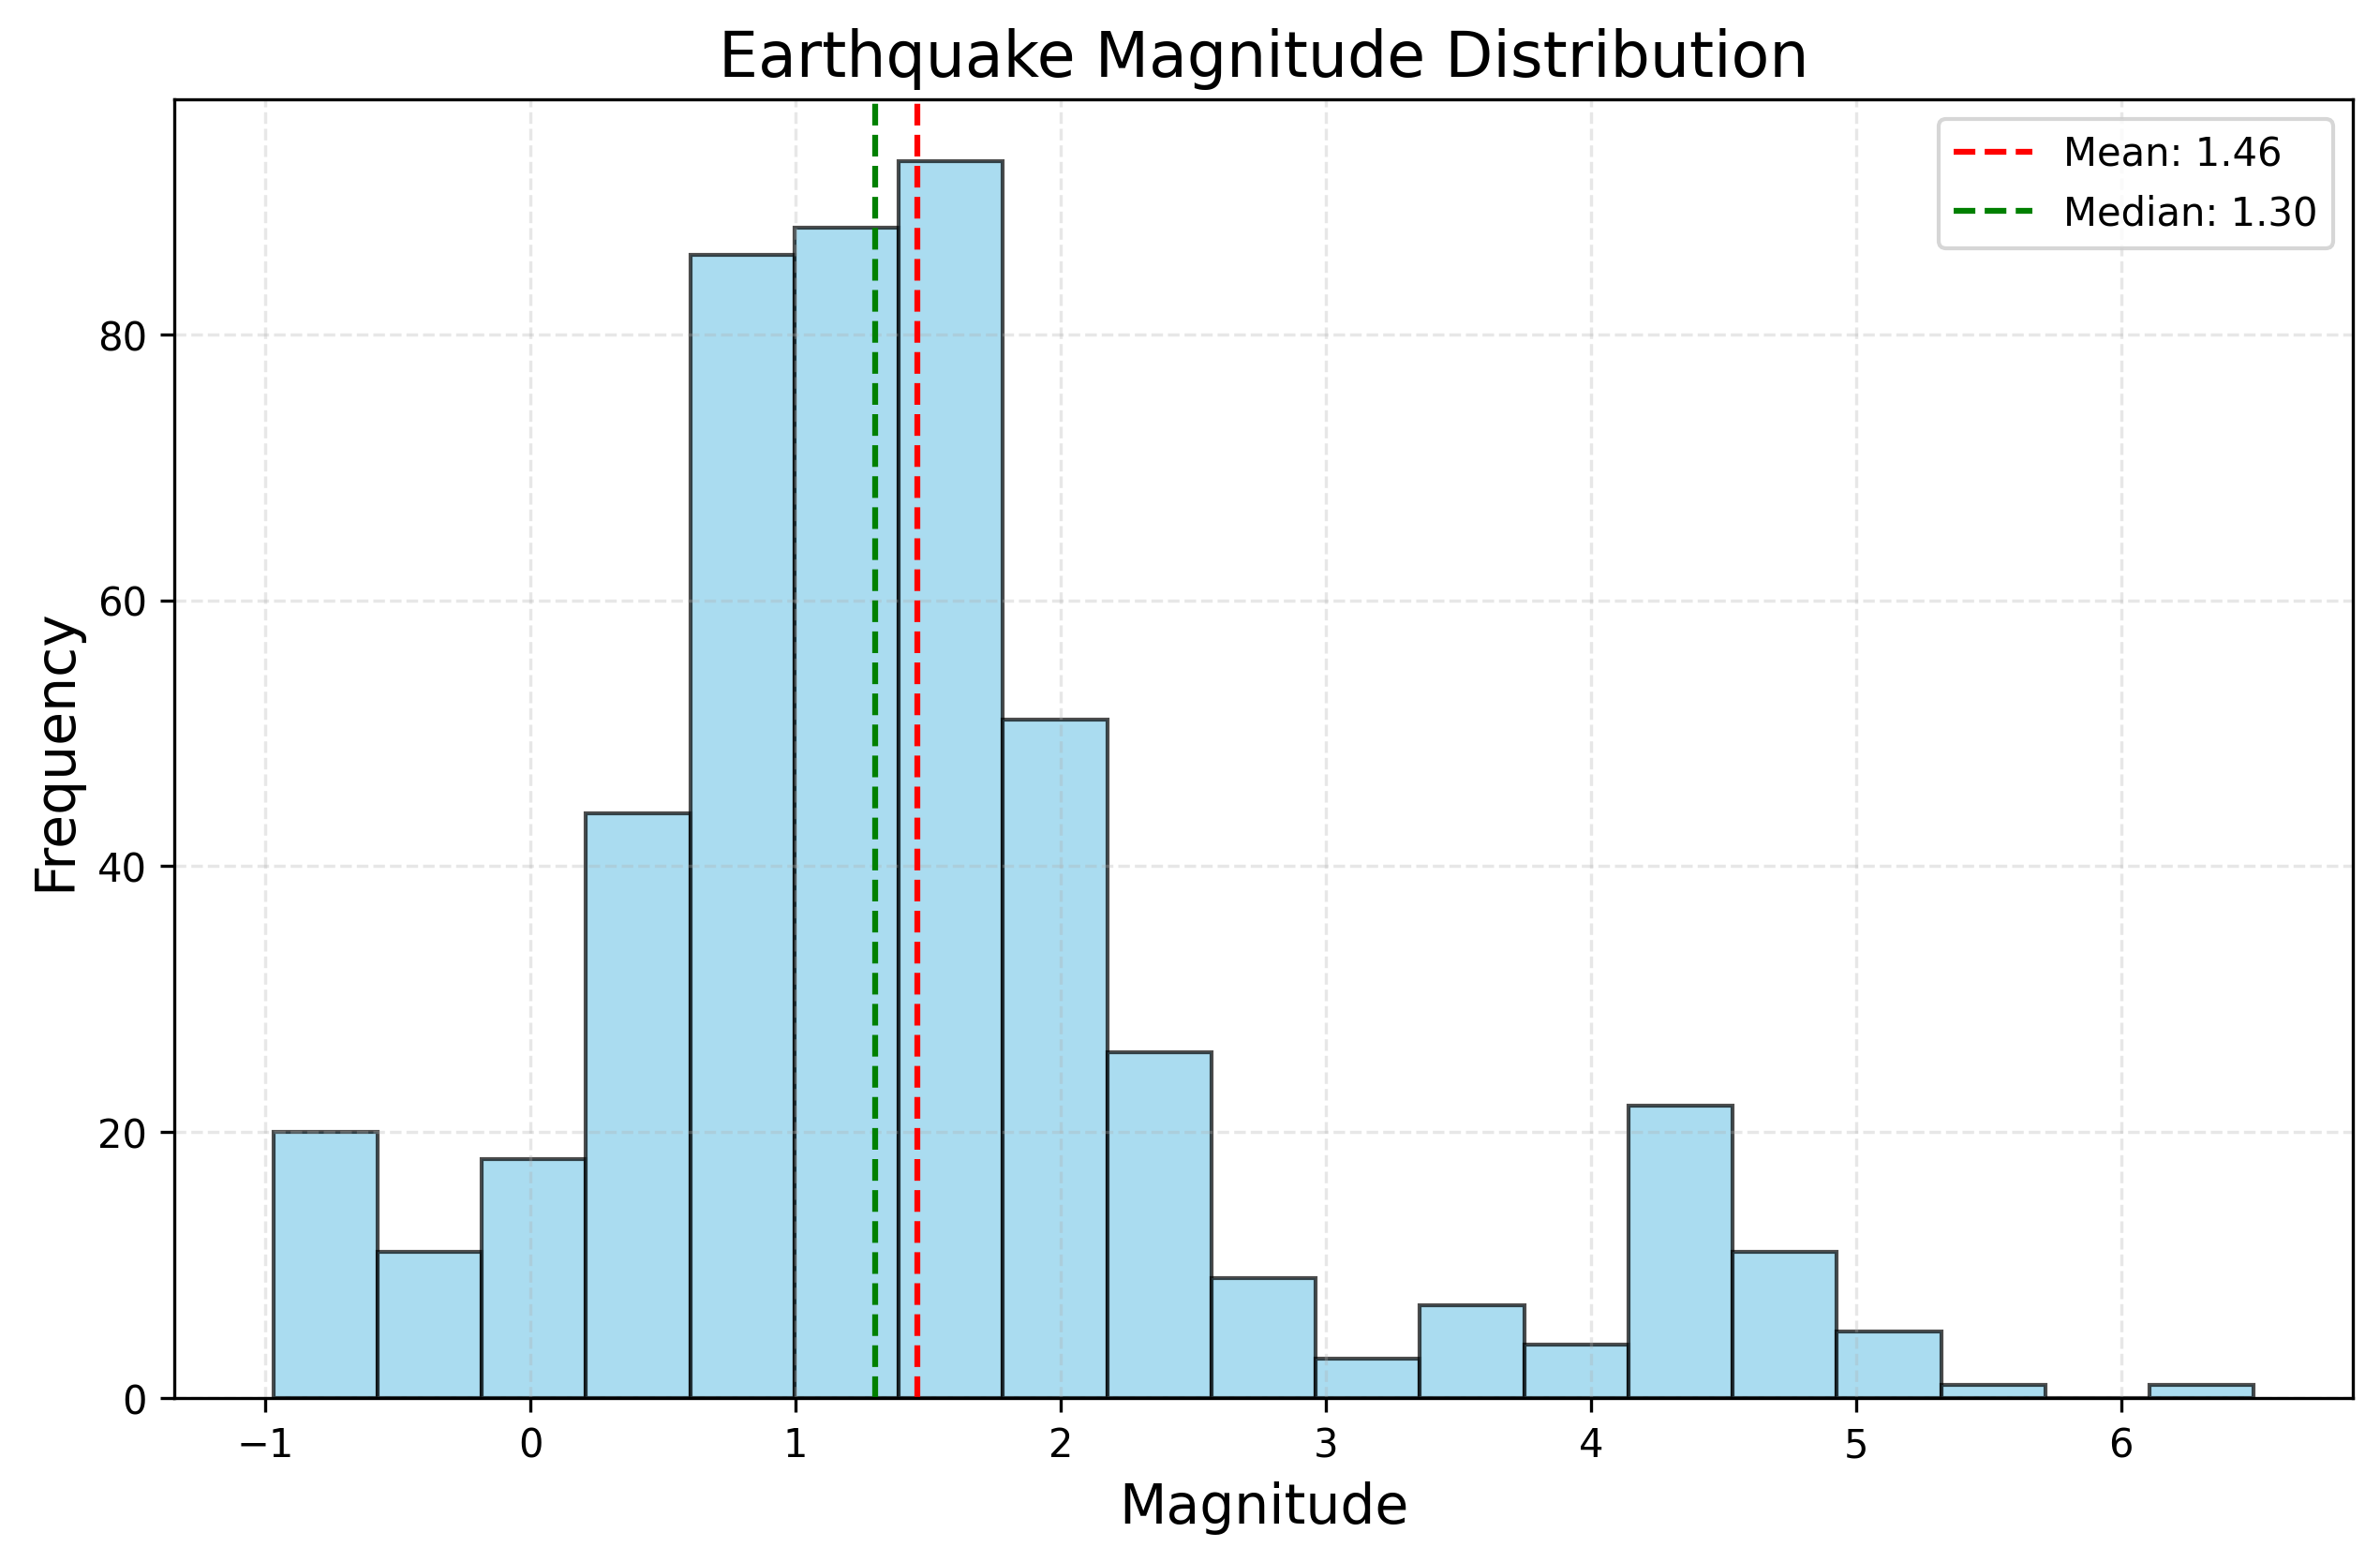 Earthquake Magnitude Distribution
Mean: 1.46
Median: 1.30
Frequency
80
60
40
20
0
−1 0 1 2 3 4 5 6
Magnitude